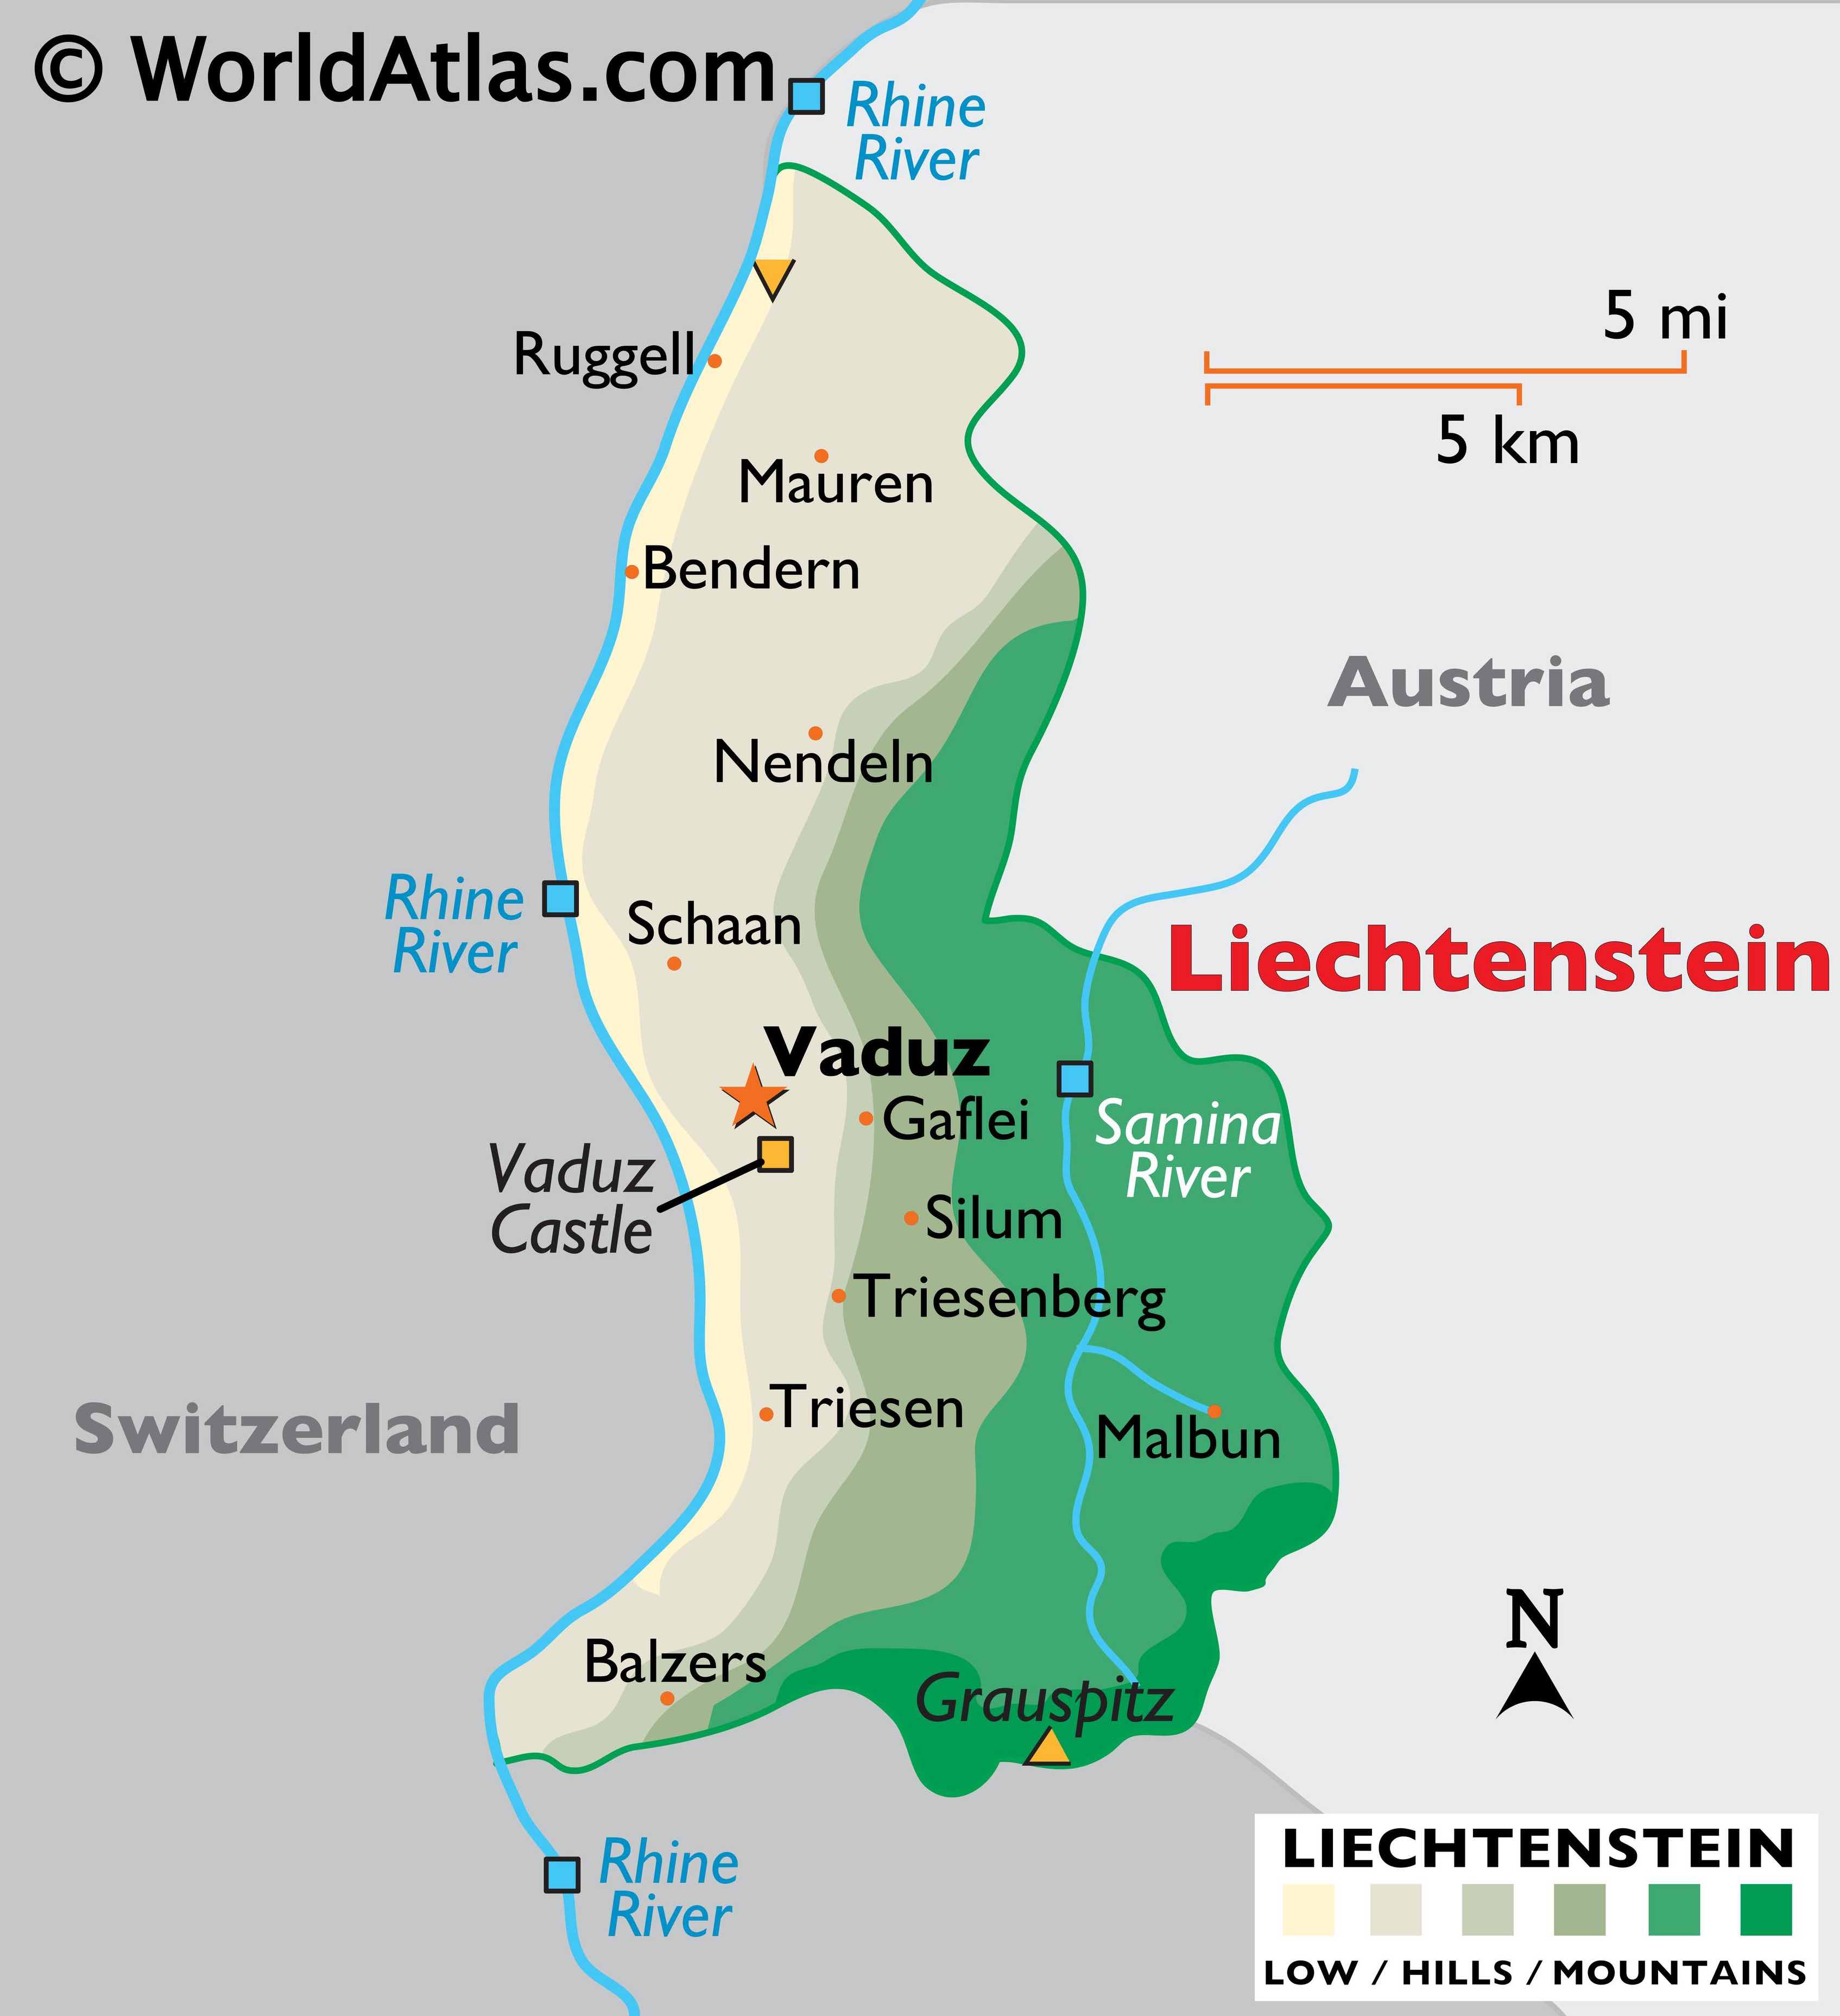 © WorldAtlas.com
Rhine
River
5 mi
5 km
Ruggell
Mauren
Bendern
Austria
Nendeln
Rhine
River
Schaan
Liechtenstein
Vaduz
Gaflei
Samina
River
Vaduz
Castle
Silum
Triesenberg
Triesen
Switzerland
Malbun
N
Balzers
Grauspitz
Rhine
River
LIECHTENSTEIN
LOW / HILLS / MOUNTAINS